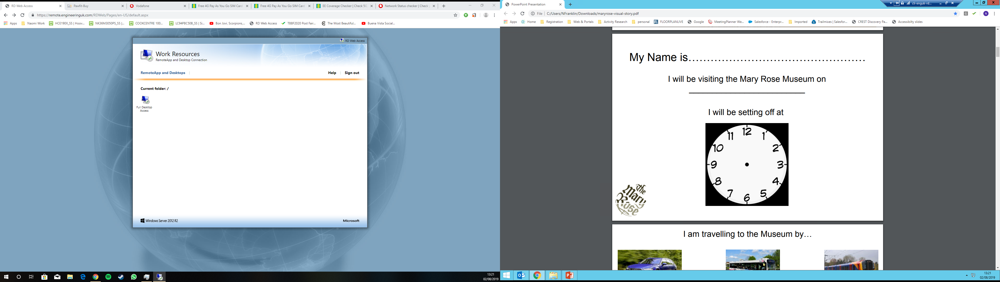 RD Web Access
Pawfit-Buy
Vodafone
Free 4G Pay As You Go SIM Card
Free 4G Pay As You Go SIM Card
EE Coverage Checker | Check 5G,
Network Status checker | Check
https://remote.engineeringuk.com/RDWeb/Pages/en-US/default.aspx
Apps
Naomi Work
HCE190X_SS | Hoov...
NK36M3050PS_SS |...
COOKCENTRE 100...
LC94PBC50B_SS | Si...
Bon Jovi, Scorpions,...
RD Web Access
TBBF2020 Post Fair...
The Most Beautiful...
Buena Vista Social...
RD Web Access
Work Resources
RemoteApp and Desktop Connection
RemoteApp and Desktops
Help
Sign out
Current folder: /
Full Desktop
Access
Windows Server 2012 R2
Microsoft
13:21
02/08/2019
PowerPoint Presentation
cli-enguk-rd...
File
C:/Users/NFranklin/Downloads/maryrose-visual-story.pdf
N
Apps
Home
Registration
Web & Portals
Activity Research
personal
FLOORPLANLIVE
Google
MeetingPlanner We...
Salesforce - Enterpr...
Imported
Trailmixes | Salesfor...
CREST Discovery Pa...
Accessibilty slides
My Name is................................................
I will be visiting the Mary Rose Museum on
I will be setting off at
12
1
2
3
4
5
6
7
8
9
10
11
the
Mary
Rose
I am travelling to the Museum by...
13:21
02/08/2019